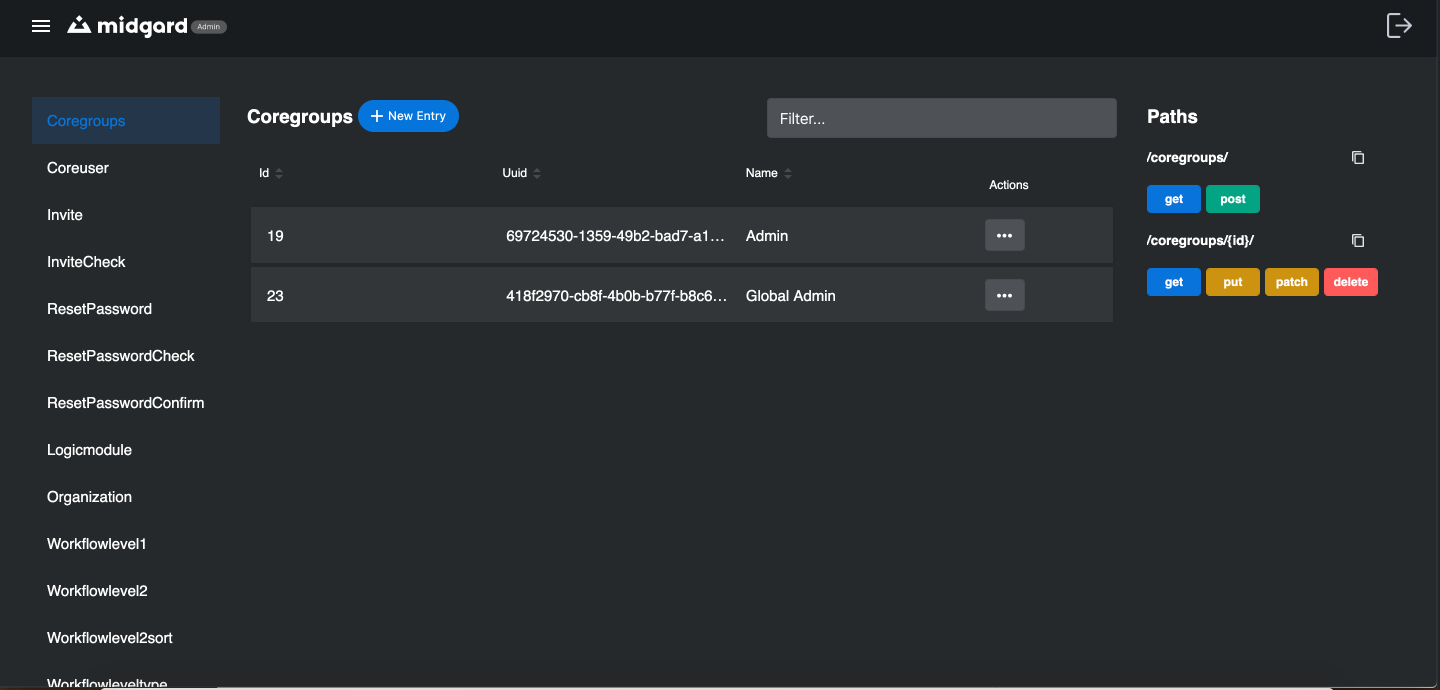 midgard Admin
Coregroups
Coreuser
Invite
InviteCheck
ResetPassword
ResetPasswordCheck
ResetPasswordConfirm
Logicmodule
Organization
Workflowlevel1
Workflowlevel2
Workflowlevel2sort
Workflowleveltype
Coregroups
New Entry
Filter...
Id Uuid Name Actions
19 69724530-1359-49b2-bad7-a1... Admin
23 418f2970-cb8f-4b0b-b77f-b8c6... Global Admin
Paths
/coregroups/
get post
/coregroups/{id}/
get put patch delete